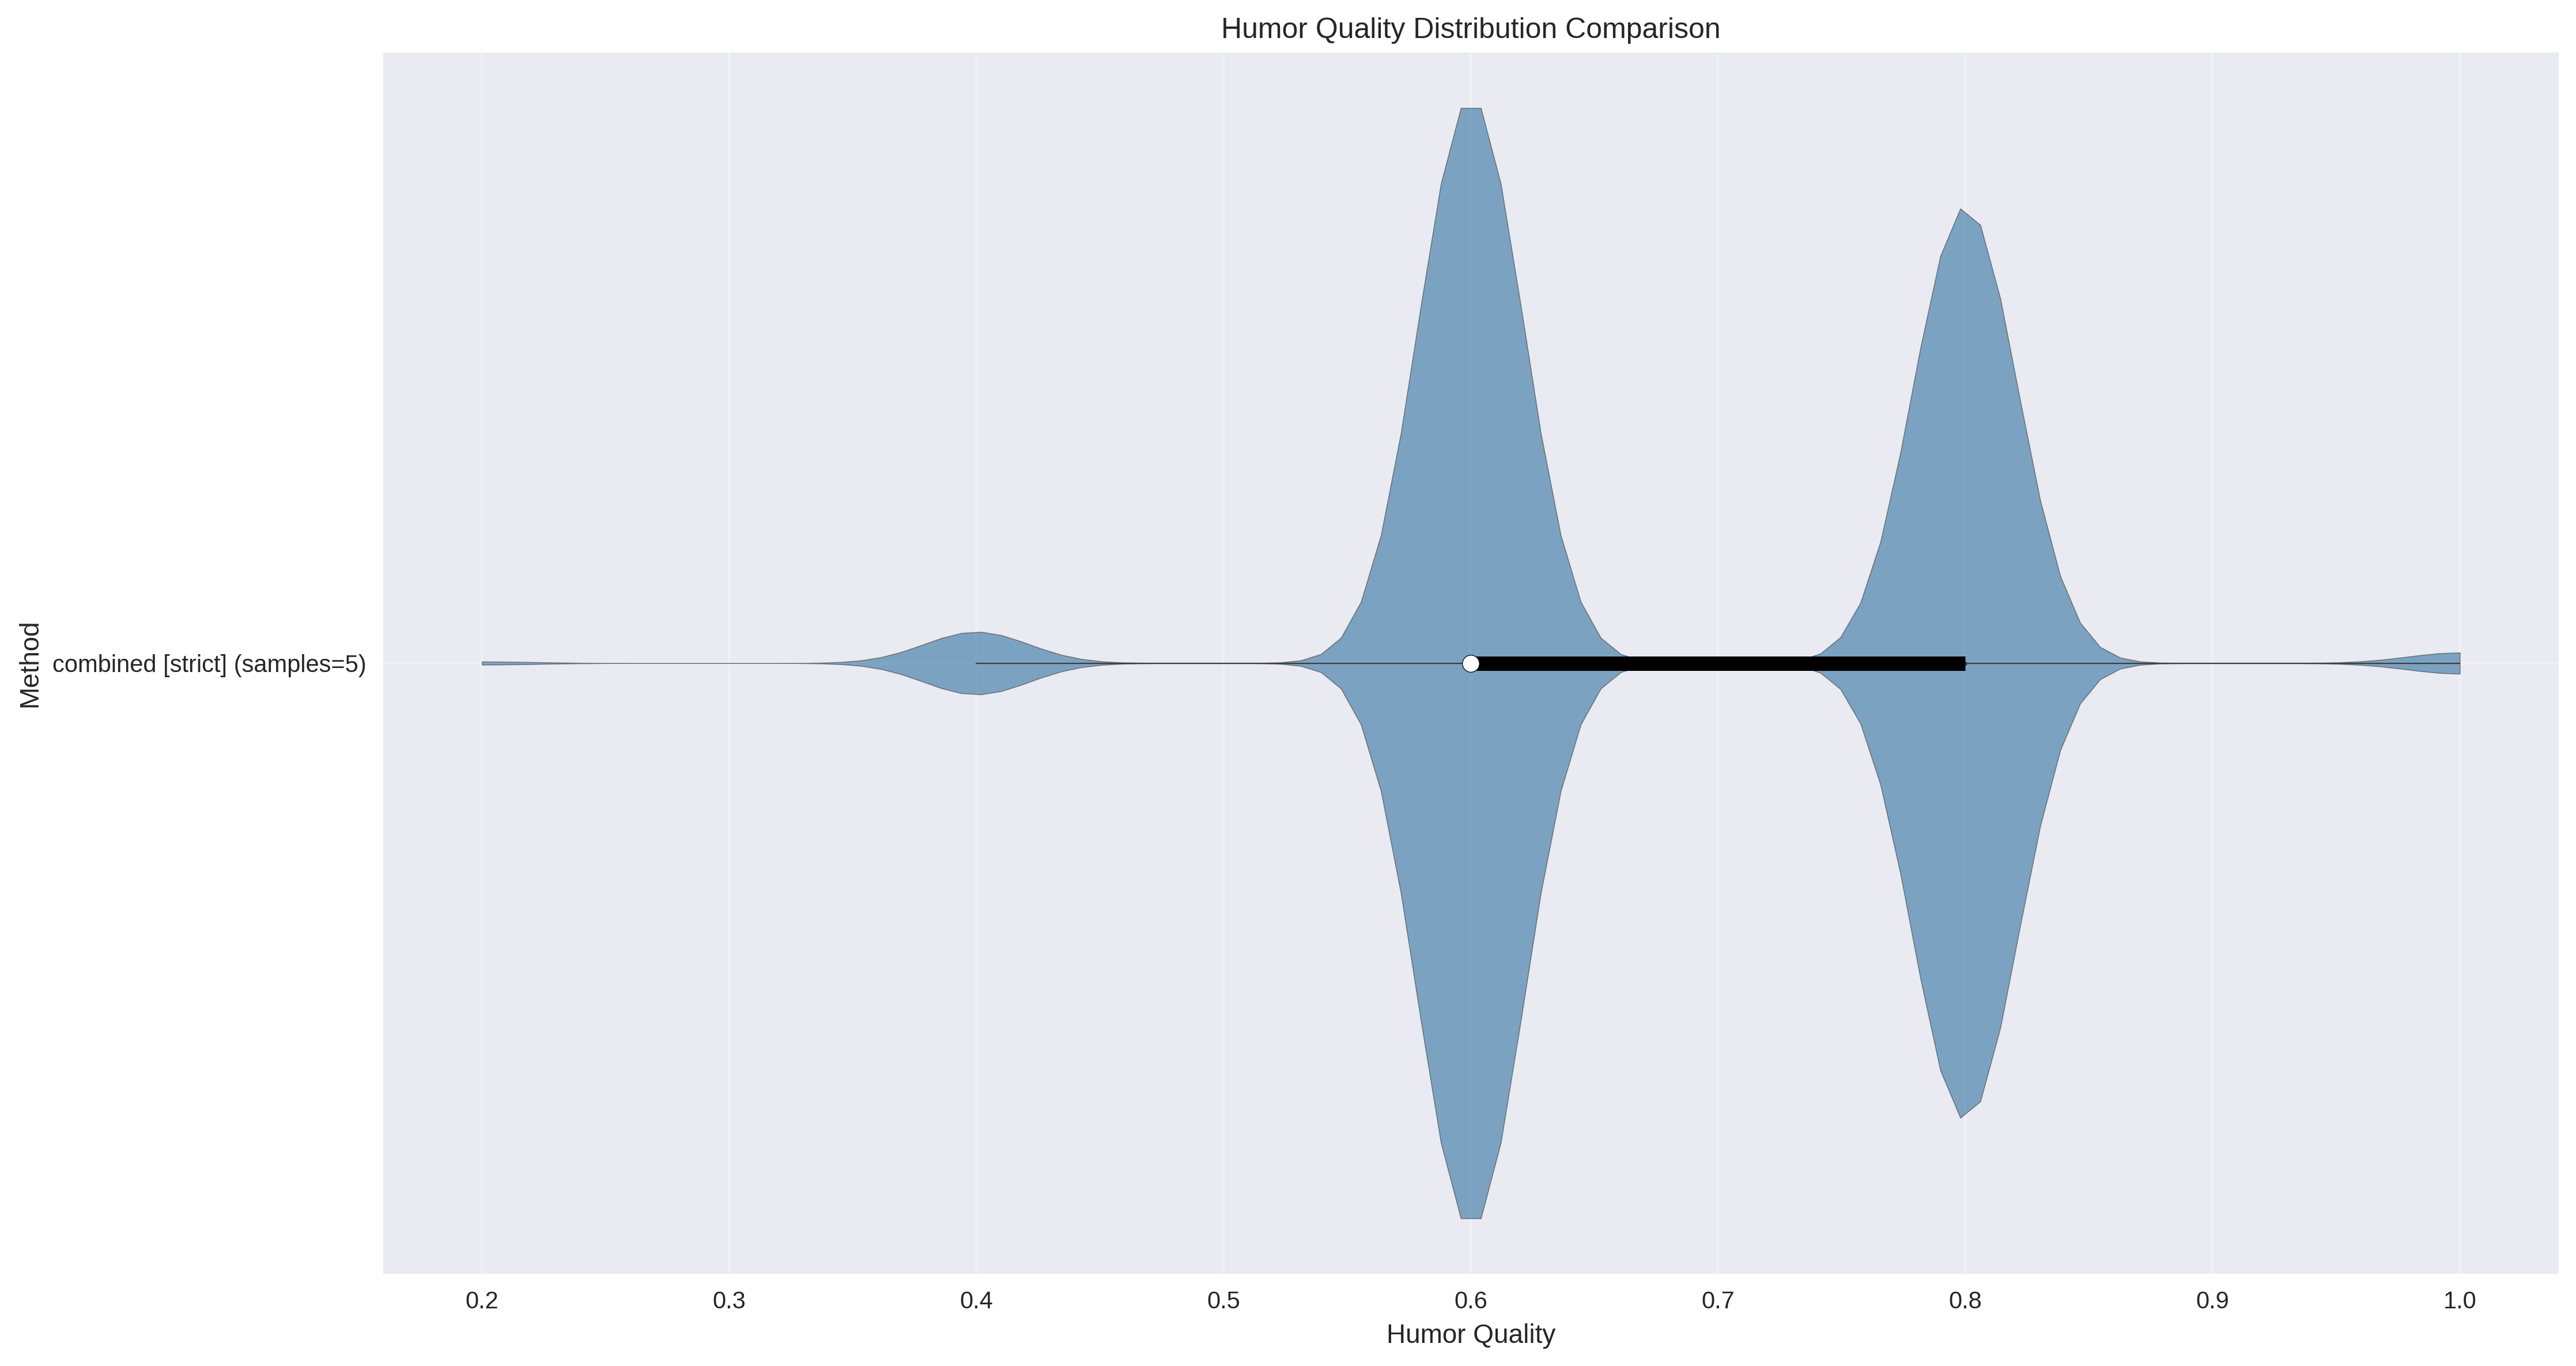 Humor Quality Distribution Comparison
Method
combined [strict] (samples=5)
0.2 0.3 0.4 0.5 0.6 0.7 0.8 0.9 1.0
Humor Quality